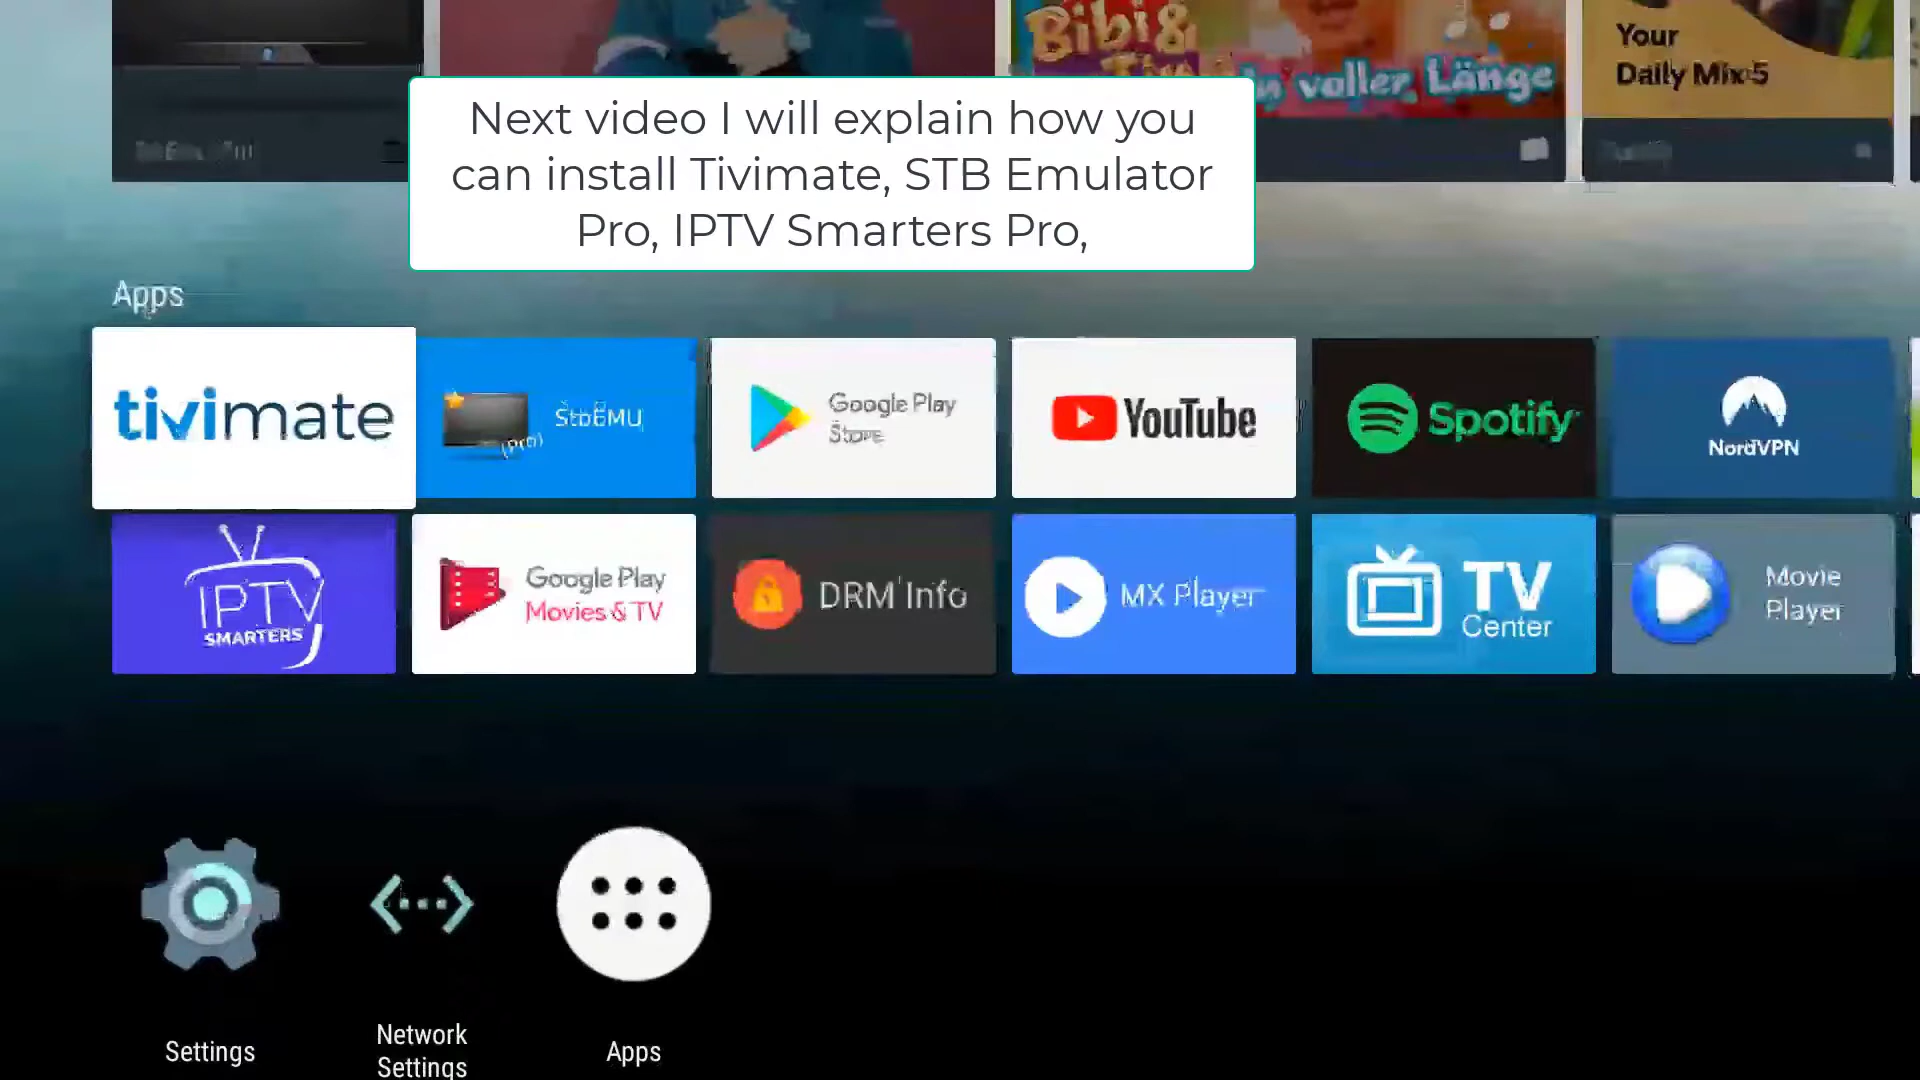 Bibi &
Tina
in voller Länge
Your
Daily Mix 5
Next video I will explain how you
can install Tivimate, STB Emulator
Pro, IPTV Smarters Pro,
Apps
tivimate
StbEMU
(Pro)
Google Play
Store
YouTube
Spotify
NordVPN
IPTV
SMARTERS
Google Play
Movies & TV
DRM Info
MX Player
TV
Center
Movie
Player
Settings
Network
Settings
Apps